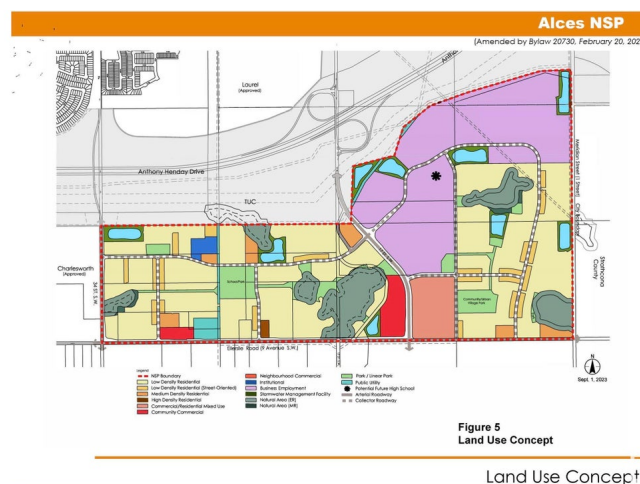 Alces NSP
(Amended by Bylaw 20730, February 20, 202
Laurel
(Approved)
Anthony Henday Drive
TUC
Meridian Street (1 Street)
City Boundary
Charlesworth
(Approved)
34 ST. S.W.
Strathcona
County
School/Park
Community/Urban
Village Park
Ellerslie Road (9 Avenue S.W.)
Legend
NSP Boundary
Low Density Residential
Low Density Residential (Street Oriented)
Medium Density Residential
High Density Residential
Commercial/Residential Mixed Use
Community Commercial
Neighbourhood Commercial
Institutional
Business Employment
Stormwater Management Facility
Natural Area (ER)
Natural Area (MR)
Park / Linear Park
Public Utility
Potential Future High School
Arterial Roadway
Collector Roadway
N
Sept. 1, 2023
Figure 5
Land Use Concept
Land Use Concept